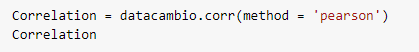 Correlation = datacambio.corr(method = 'pearson')
Correlation